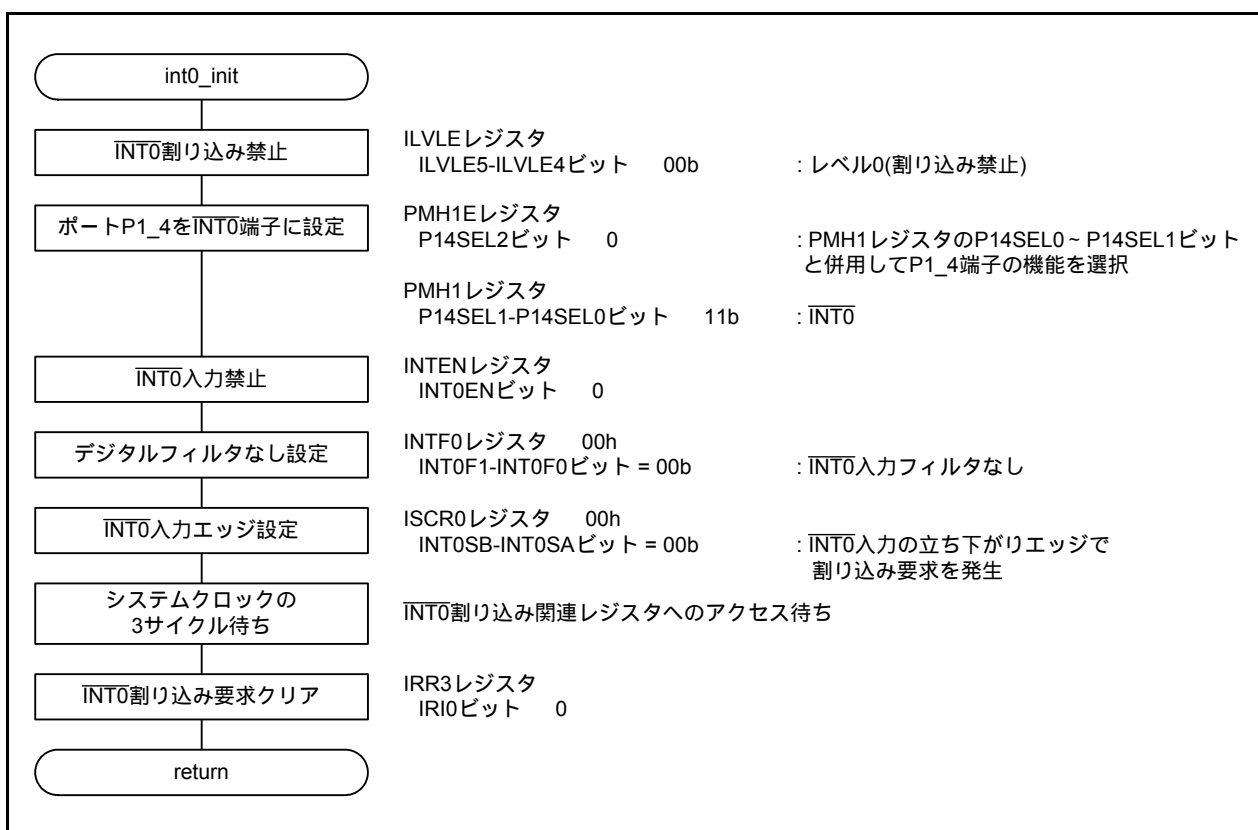 int0_init
INT0割り込み禁止
ILVLEレジスタ
ILVLE5-ILVLE4ビット 00b : レベル0(割り込み禁止)
ポートP1_4をINT0端子に設定
PMH1Eレジスタ
P14SEL2ビット 0 : PMH1レジスタのP14SEL0~P14SEL1ビット
と併用してP1_4端子の機能を選択
PMH1レジスタ
P14SEL1-P14SEL0ビット 11b : INT0
INT0入力禁止
INTENレジスタ
INT0ENビット 0
デジタルフィルタなし設定
INTF0レジスタ 00h
INT0F1-INT0F0ビット = 00b : INT0入力フィルタなし
INT0入力エッジ設定
ISCR0レジスタ 00h
INT0SB-INT0SAビット = 00b : INT0入力の立ち下がりエッジで
割り込み要求を発生
システムクロックの
3サイクル待ち
INT0割り込み関連レジスタへのアクセス待ち
INT0割り込み要求クリア
IRR3レジスタ
IRI0ビット 0
return